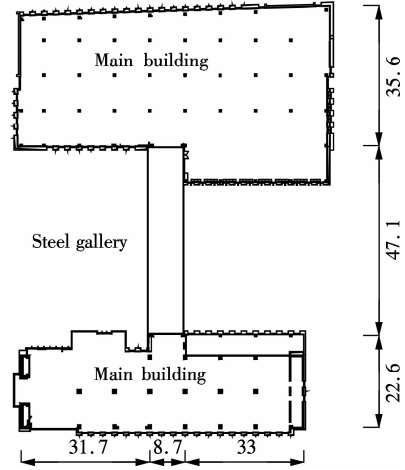 Main building
35.6
Steel gallery
47.1
Main building
22.6
31.7 8.7 33